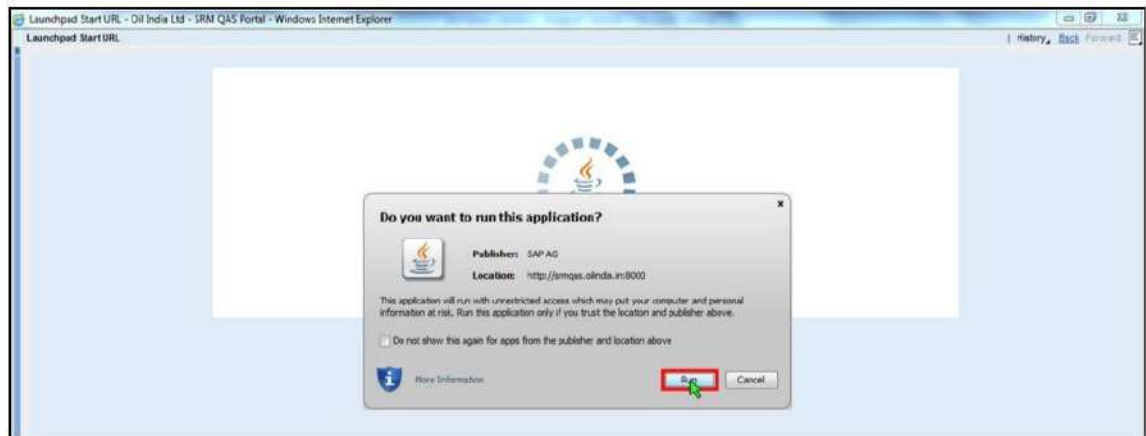 Launchpad Start URL - Oil India Ltd - SRM QAS Portal - Windows Internet Explorer
Launchpad Start URL
History Back Forward
Do you want to run this application?
Publisher: SAP AG
Location: http://srmqas.oilindia.in:8000
This application will run with unrestricted access which may put your computer and personal
information at risk. Run this application only if you trust the location and publisher above.
Do not show this again for apps from the publisher and location above
More Information
Run
Cancel